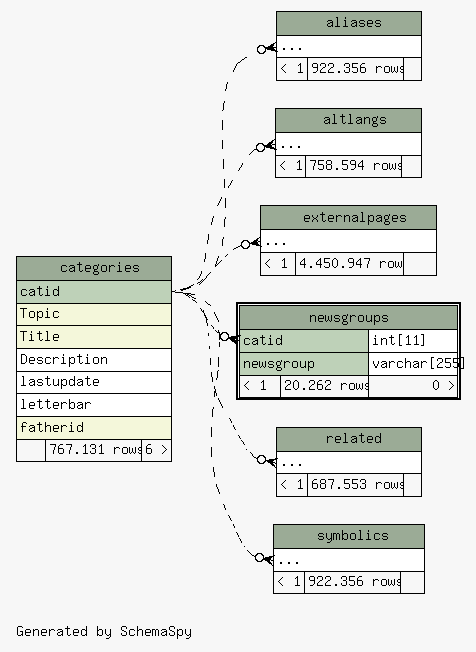 aliases
...
< 1 922.356 rows
altlangs
...
< 1 758.594 row
externalpages
...
< 1 4.450.947 row
categories
catid
Topic
Title
Description
lastupdate
letterbar
fatherid
767.131 rows 6 >
newsgroups
catid int[11]
newsgroup varchar[255]
< 1 20.262 rows 0 >
related
...
< 1 687.553 row
symbolics
...
< 1 922.356 rows
Generated by SchemaSpy